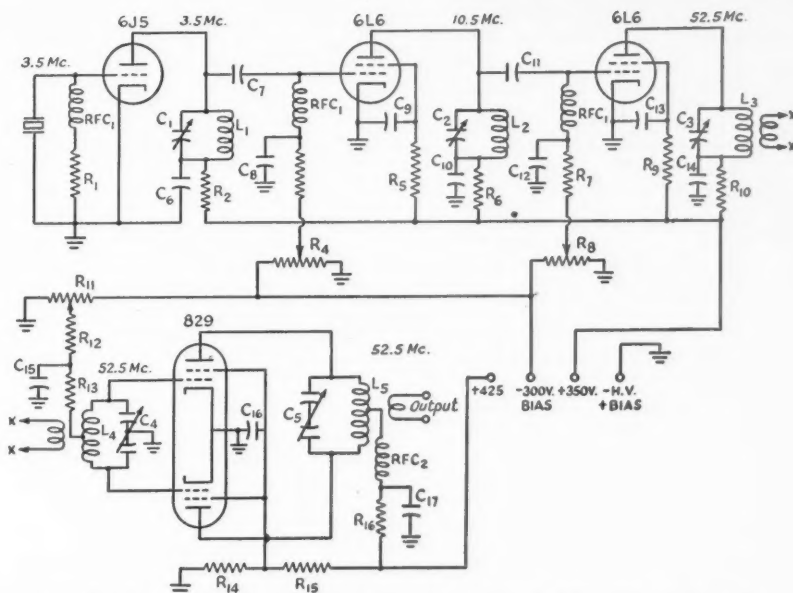 6J5
3.5 Mc.
6L6
10.5 Mc.
6L6
52.5 Mc.
3.5 Mc.
RFC1
R1
C1
L1
C6
R2
C7
RFC1
C8
C9
R5
C2
L2
C10
R6
C11
RFC1
C12
R7
C13
R9
C3
L3
C14
R10
X
X
R4
R8
R11
R12
C15
R13
52.5 Mc.
829
52.5 Mc.
X
X
L4
C4
C16
C5
L5
Output
RFC2
R16
C17
R14
R15
+425
-300V. BIAS
+350V.
-H.V. +BIAS